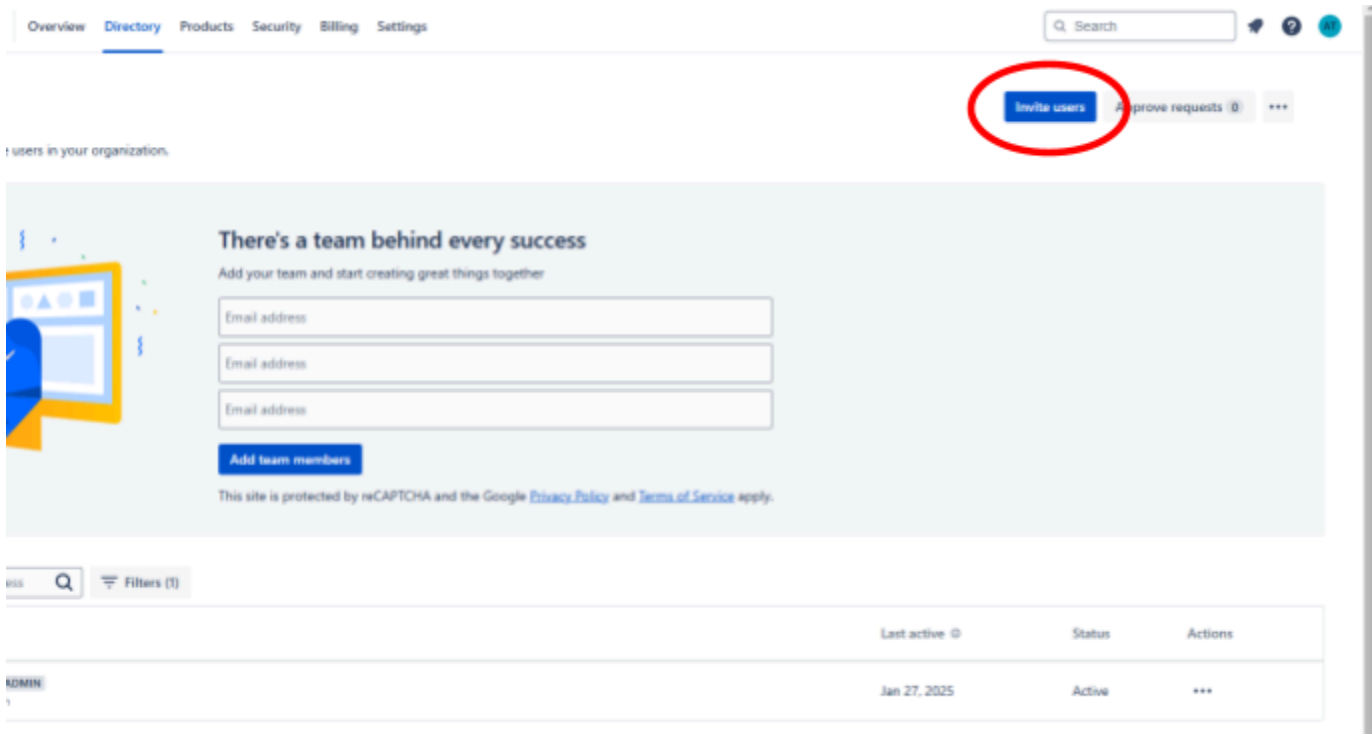 Overview Directory Products Security Billing Settings Search AT
Invite users Approve requests 0
users in your organization.
There's a team behind every success
Add your team and start creating great things together
Email address
Email address
Email address
Add team members
This site is protected by reCAPTCHA and the Google Privacy Policy and Terms of Service apply.
ess Filters (1)
Last active Status Actions
ADMIN
Jan 27, 2025 Active